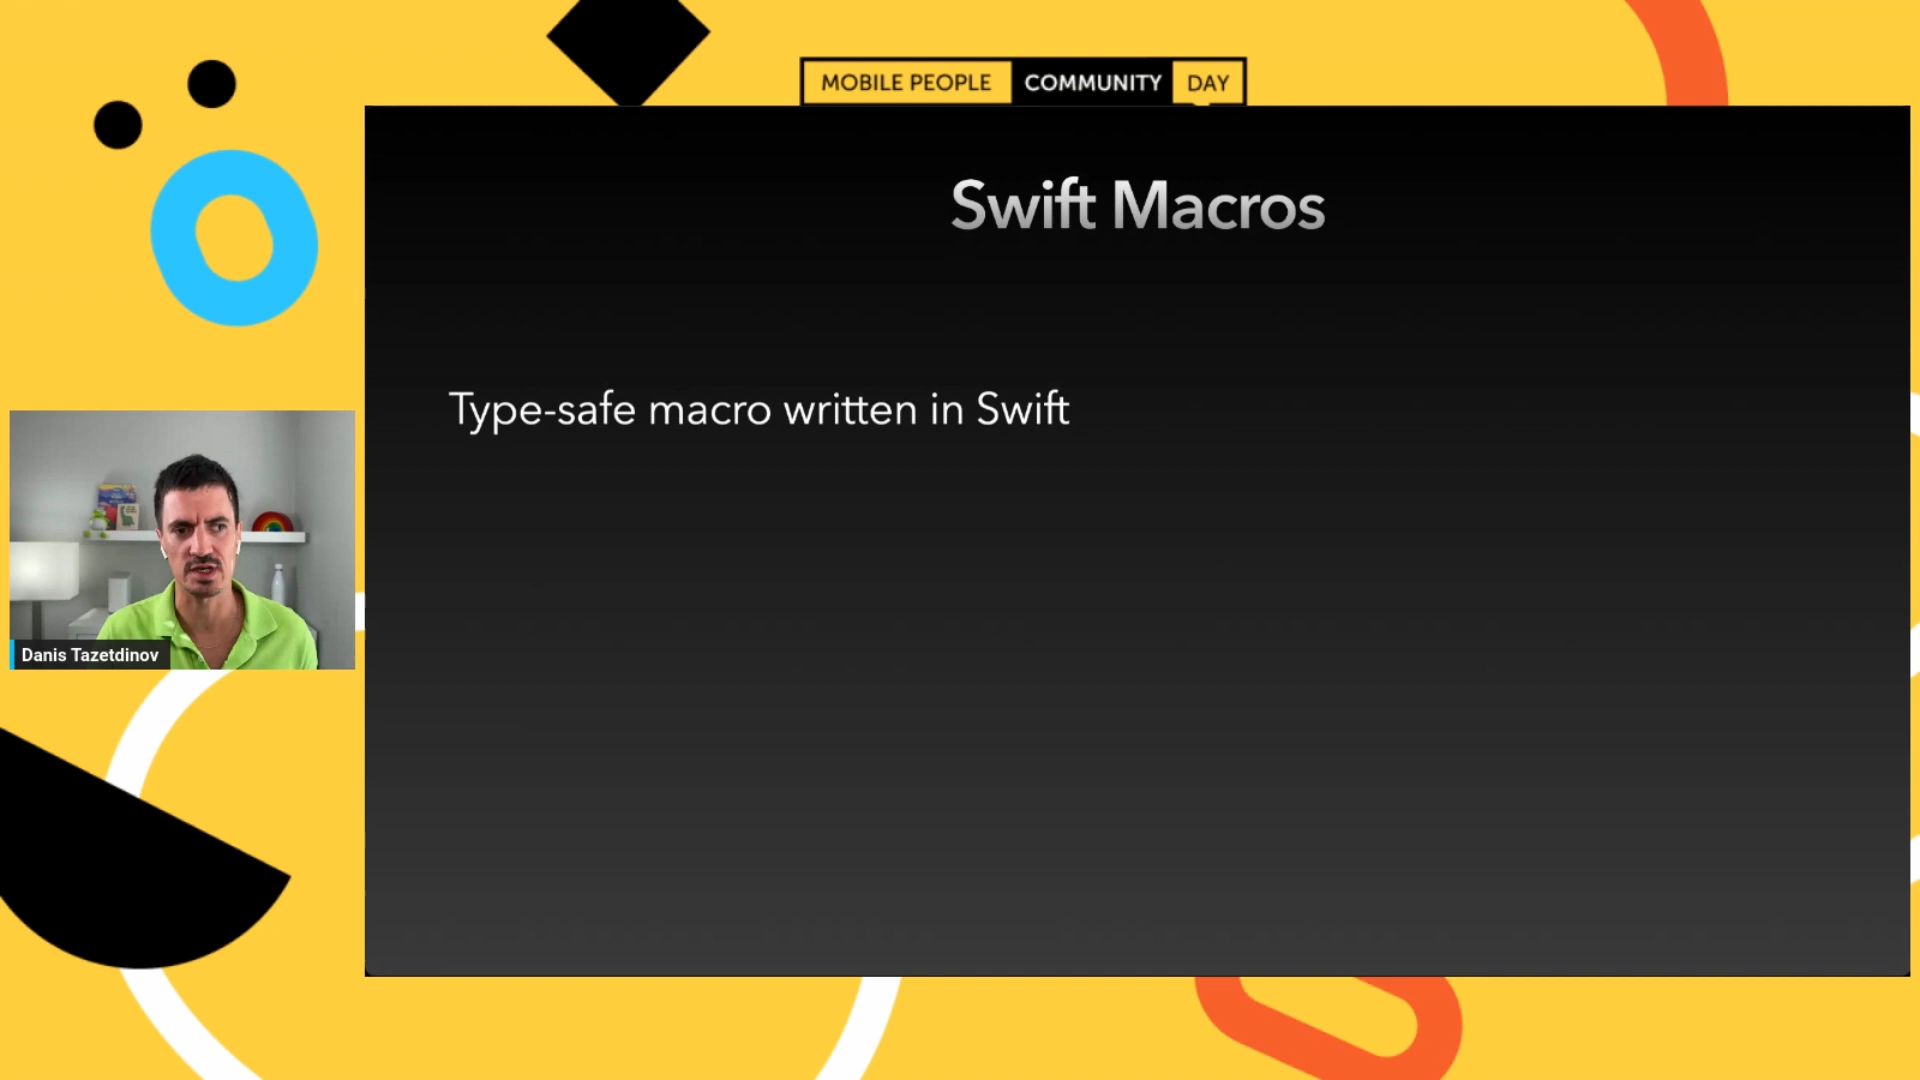 MOBILE PEOPLE COMMUNITY DAY
Swift Macros
Type-safe macro written in Swift
Danis Tazetdinov